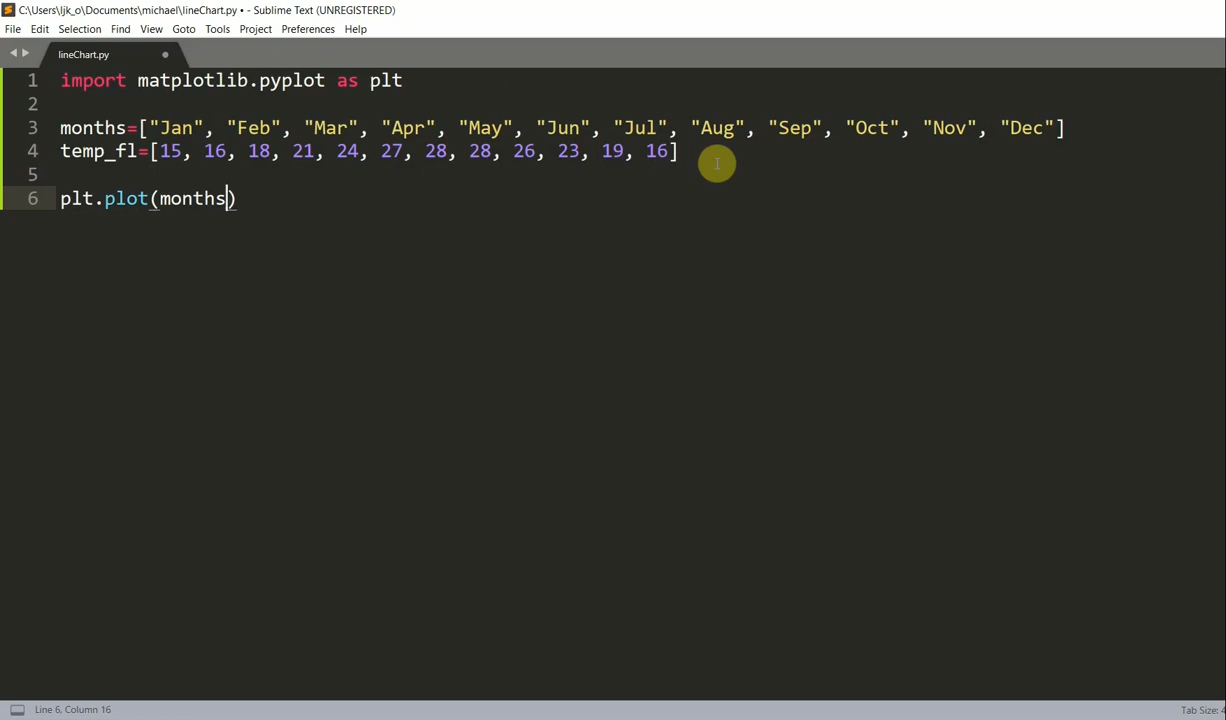 C:\Users\ljk_o\Documents\michael\lineChart.py • - Sublime Text (UNREGISTERED)
File Edit Selection Find View Goto Tools Project Preferences Help
lineChart.py
1 import matplotlib.pyplot as plt
2
3 months=["Jan", "Feb", "Mar", "Apr", "May", "Jun", "Jul", "Aug", "Sep", "Oct", "Nov", "Dec"]
4 temp_fl=[15, 16, 18, 21, 24, 27, 28, 28, 26, 23, 19, 16]
5
6 plt.plot(months)
Line 6, Column 16
Tab Size: 4